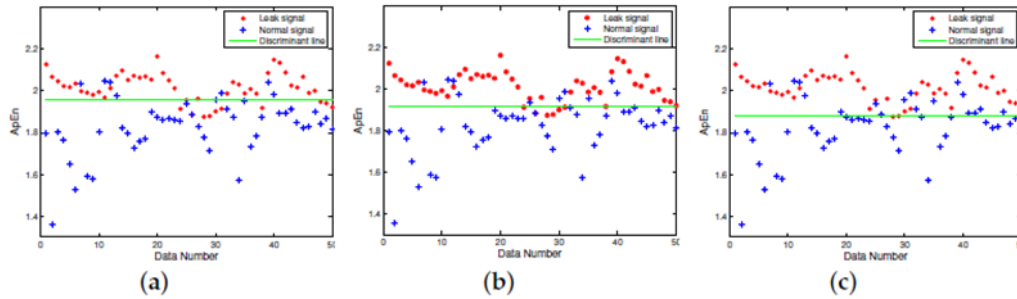 Leak signal
Normal signal
Discriminant line
2.2
2
1.8
1.6
1.4
ApEn
0 10 20 30 40 50
Data Number
(a)
Leak signal
Normal signal
Discriminant line
2.2
2
1.8
1.6
1.4
ApEn
0 10 20 30 40 50
Data Number
(b)
Leak signal
Normal signal
Discriminant line
2.2
2
1.8
1.6
1.4
ApEn
0 10 20 30 40
Data Number
(c)